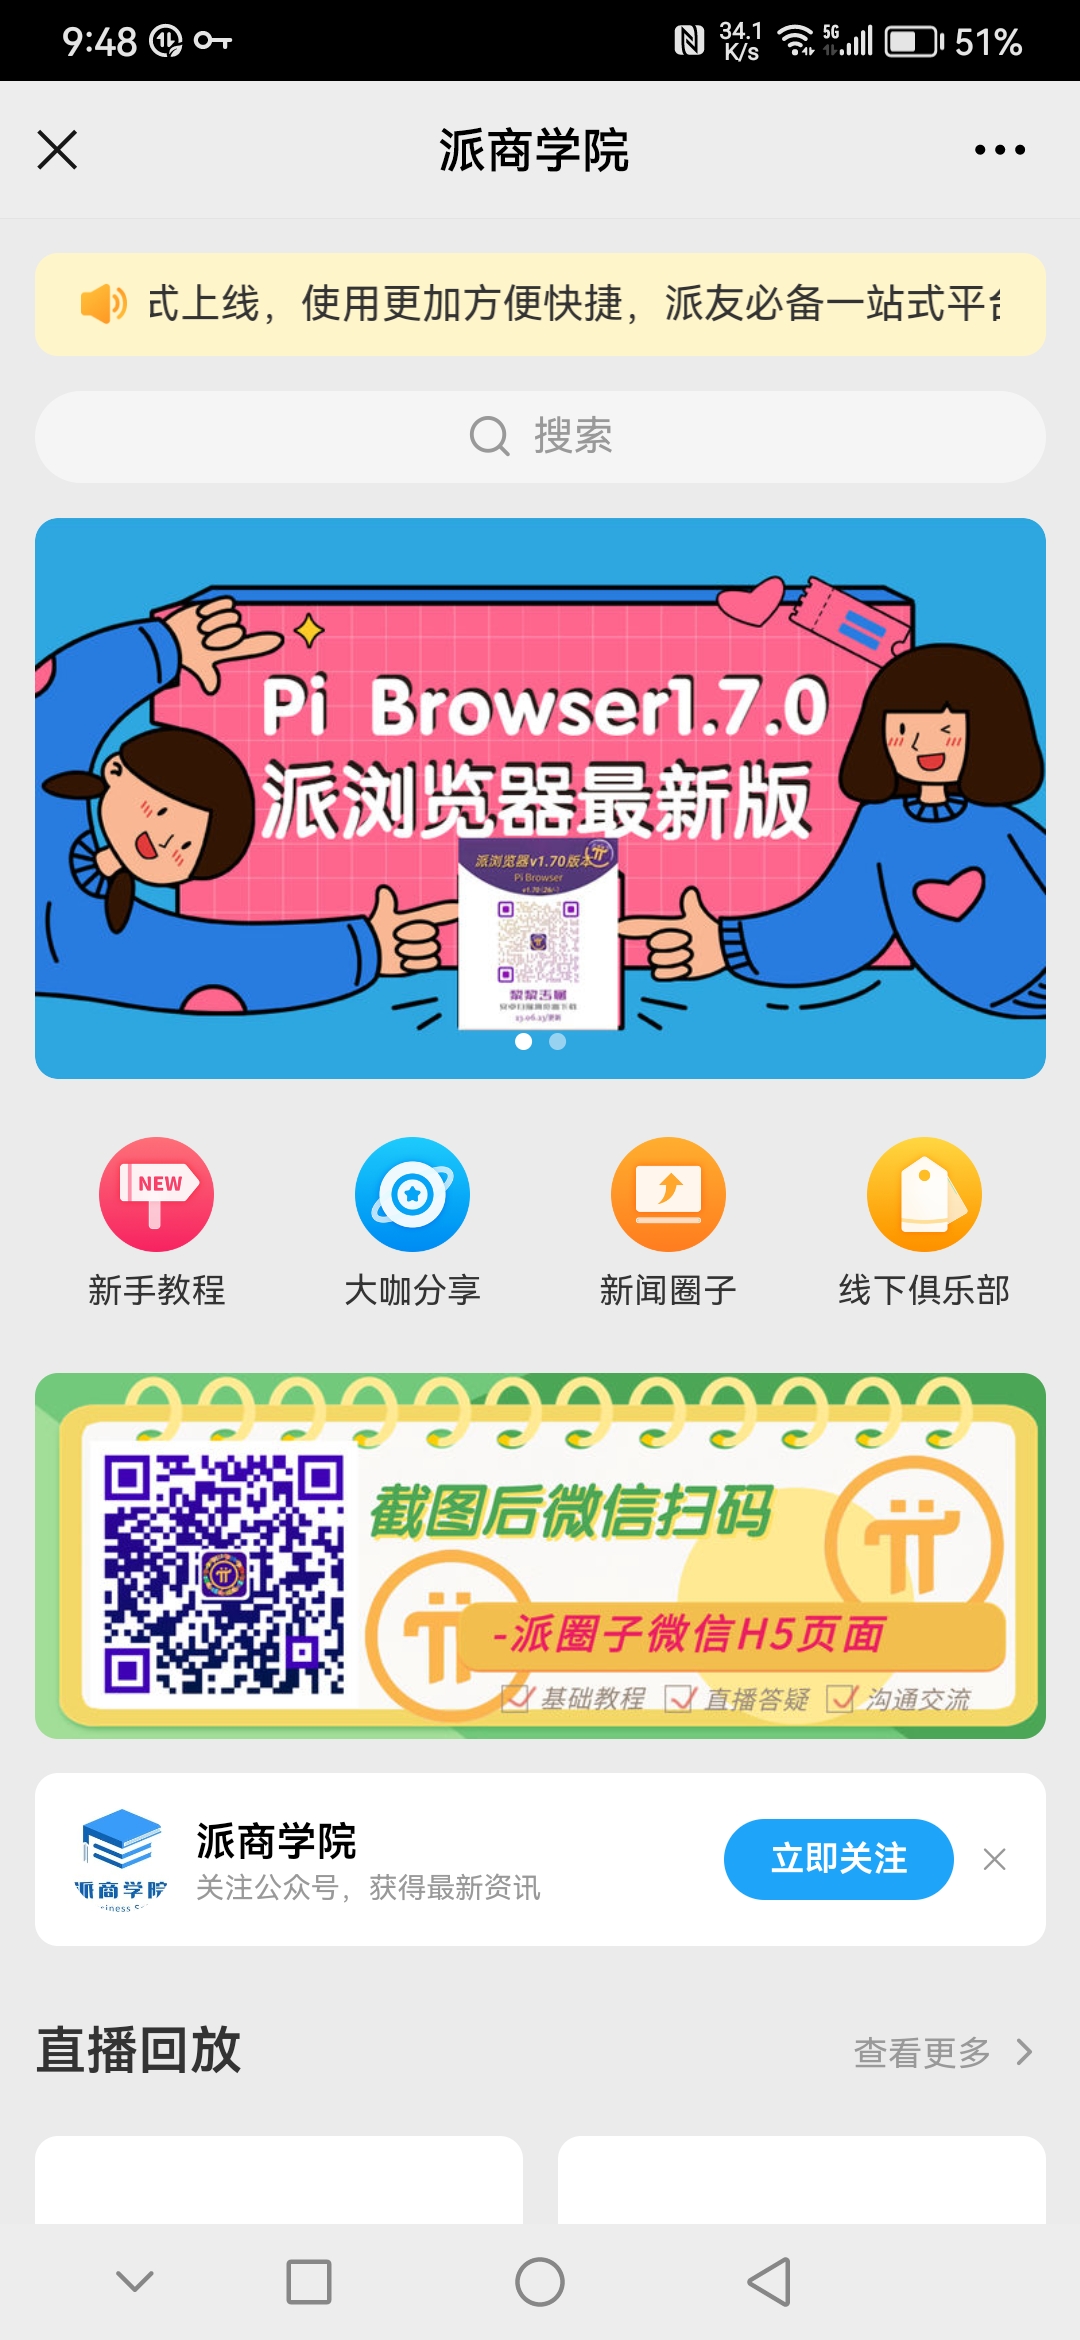 9:48
34.1
K/s
5G
51%
派商学院
式上线，使用更加方便快捷，派友必备一站式平台
搜索
Pi Browser1.7.0
派浏览器最新版
派浏览器v1.70版本
Pi Browser
新手教程
NEW
大咖分享
新闻圈子
线下俱乐部
截图后微信扫码
-派圈子微信H5页面
基础教程
直播答疑
沟通交流
派商学院
关注公众号，获得最新资讯
派商学院
立即关注
直播回放
查看更多